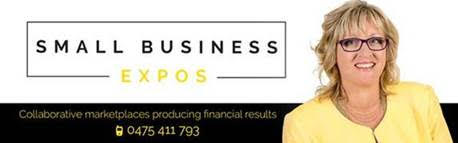 SMALL BUSINESS
EXPOS
Collaborative marketplaces producing financial results
0475 411 793